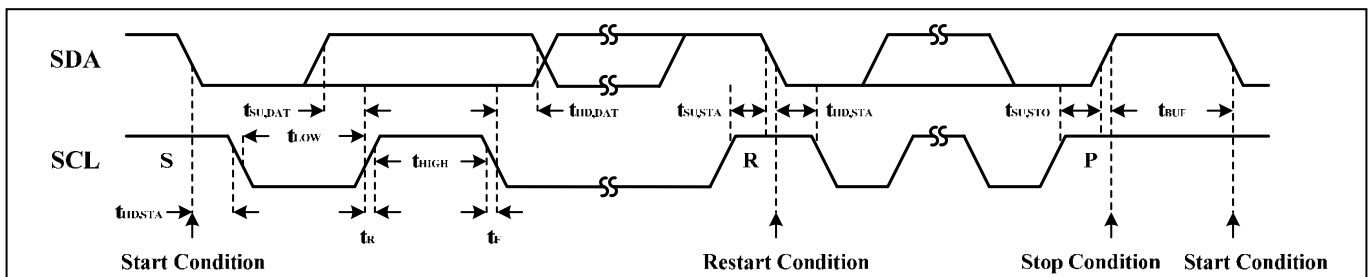 SDA
tSU,DAT
tHD,DAT
tSU,STA
tHD,STA
tSU,STO
tBUF
tLOW
SCL
S
tHIGH
R
P
tHD,STA
tR
tF
Start Condition
Restart Condition
Stop Condition
Start Condition